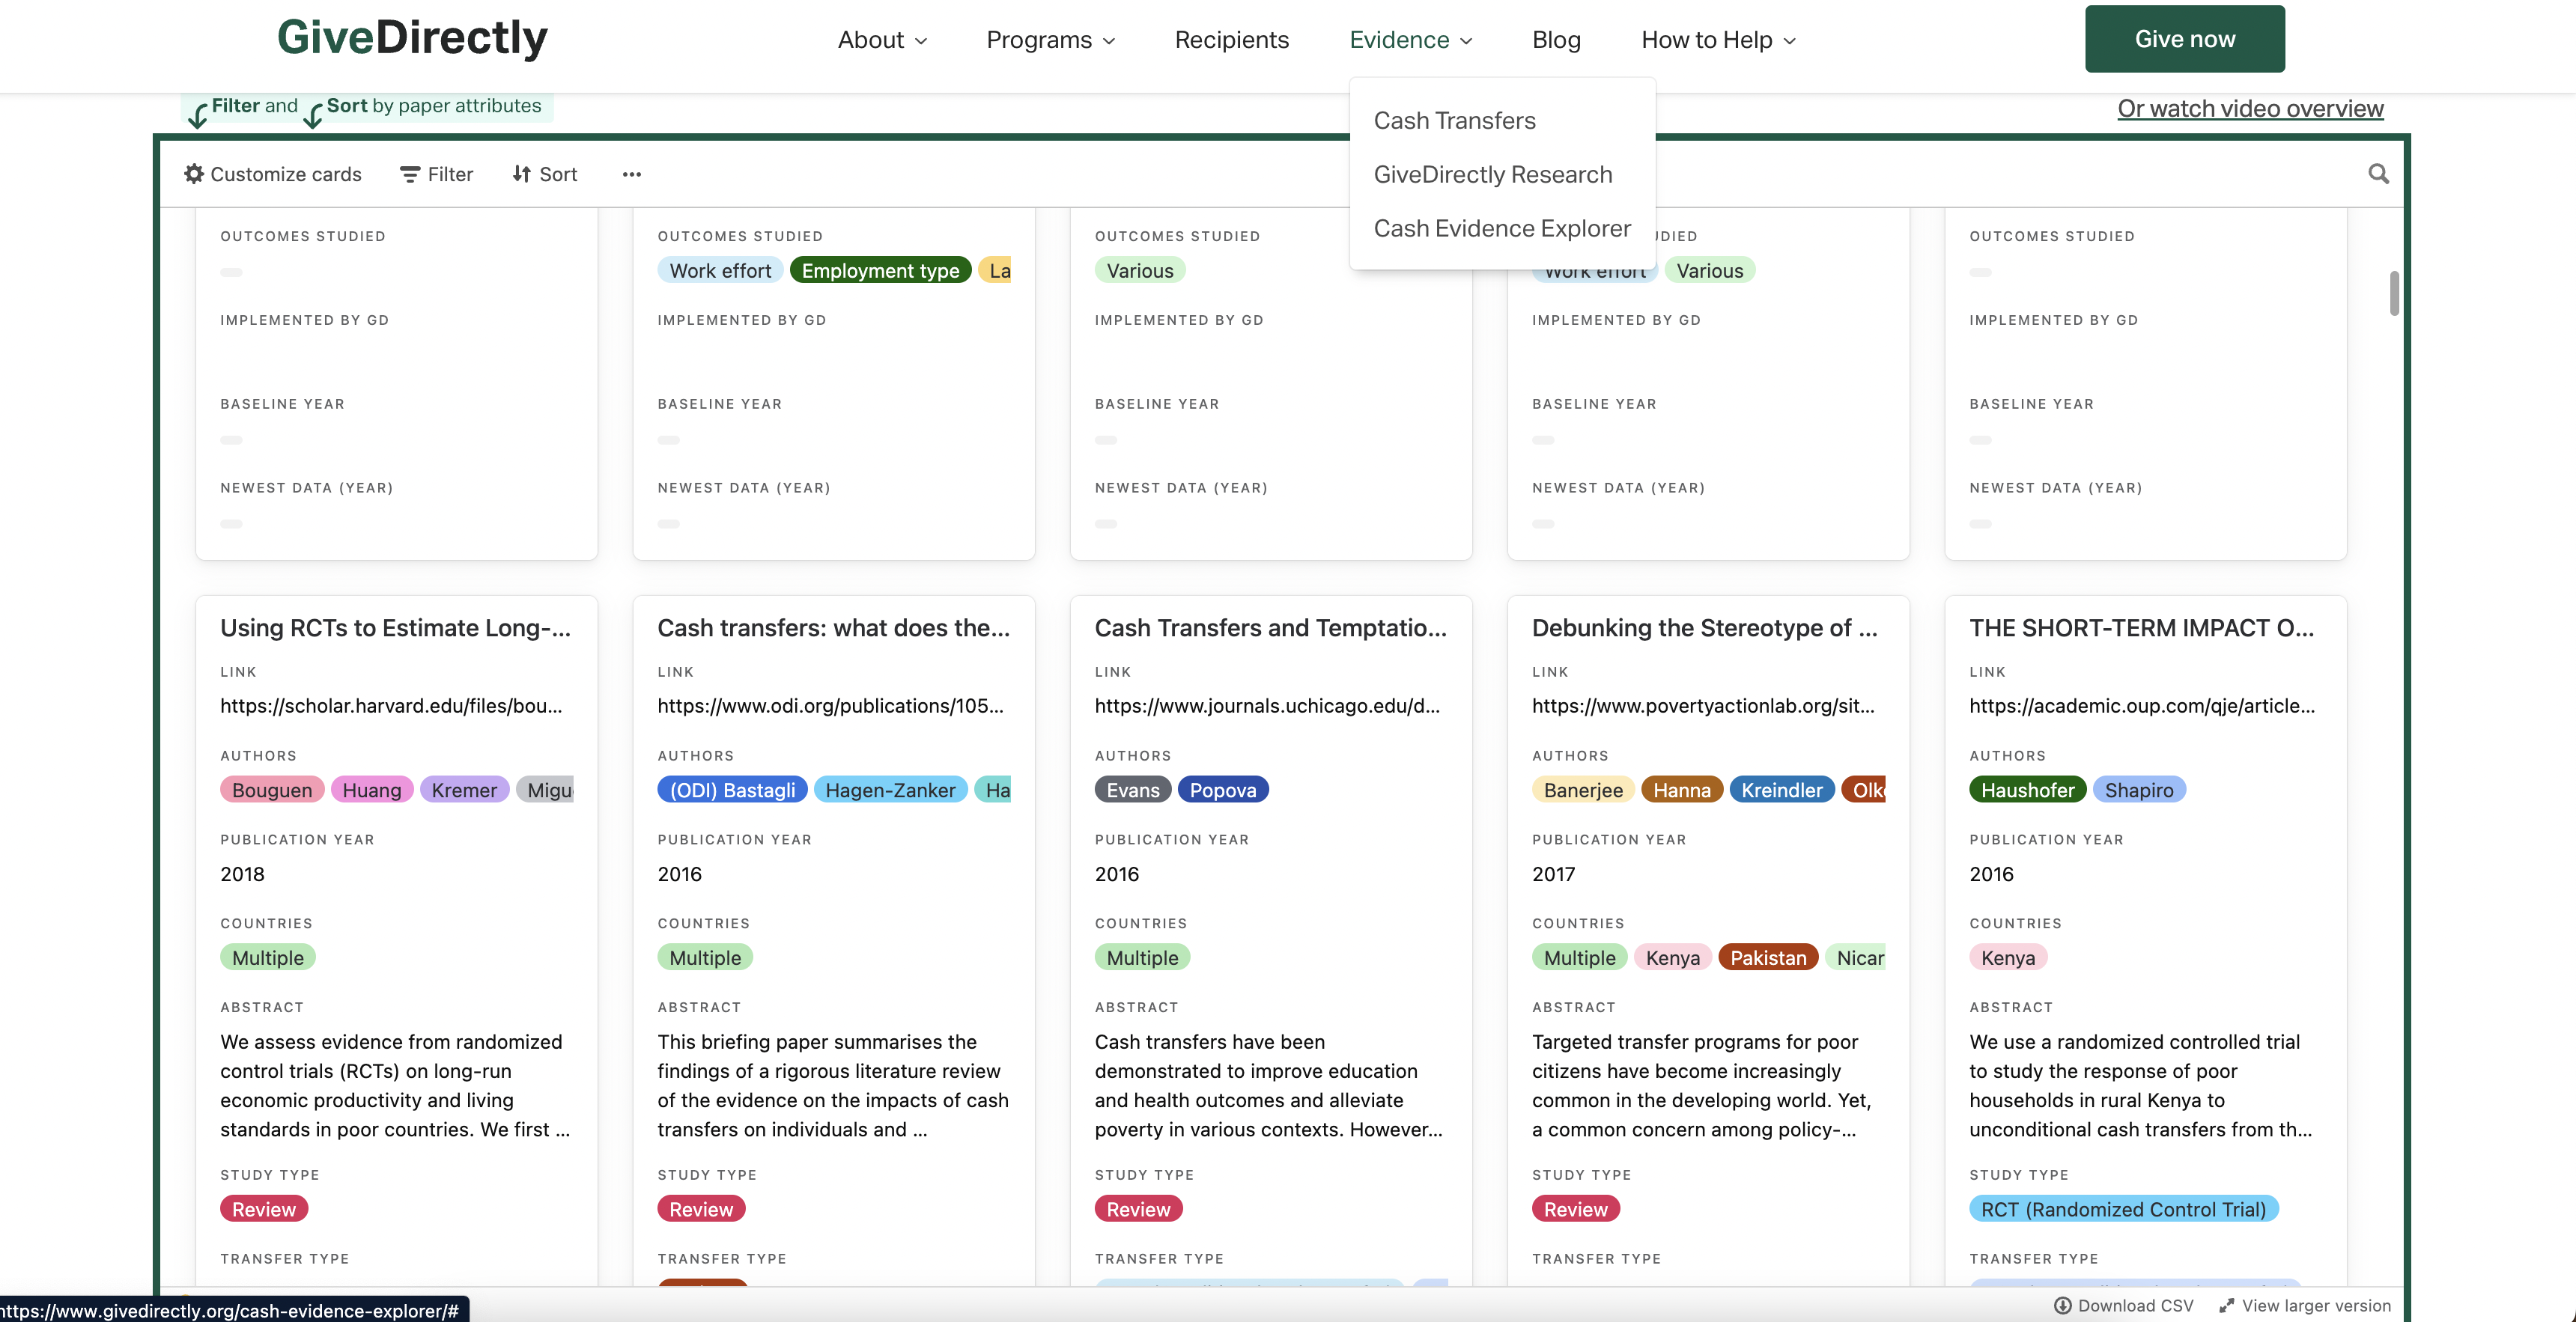 GiveDirectly
About
Programs
Recipients
Evidence
Blog
How to Help
Give now
Cash Transfers
GiveDirectly Research
Cash Evidence Explorer
Filter and Sort by paper attributes
Or watch video overview
Customize cards
Filter
Sort
OUTCOMES STUDIED
IMPLEMENTED BY GD
BASELINE YEAR
NEWEST DATA (YEAR)
OUTCOMES STUDIED
Work effort Employment type La
IMPLEMENTED BY GD
BASELINE YEAR
NEWEST DATA (YEAR)
OUTCOMES STUDIED
Various
IMPLEMENTED BY GD
BASELINE YEAR
NEWEST DATA (YEAR)
UDIED
Work effort Various
IMPLEMENTED BY GD
BASELINE YEAR
NEWEST DATA (YEAR)
OUTCOMES STUDIED
IMPLEMENTED BY GD
BASELINE YEAR
NEWEST DATA (YEAR)
Using RCTs to Estimate Long-...
LINK
https://scholar.harvard.edu/files/bou...
AUTHORS
Bouguen Huang Kremer Migu
PUBLICATION YEAR
2018
COUNTRIES
Multiple
ABSTRACT
We assess evidence from randomized
control trials (RCTs) on long-run
economic productivity and living
standards in poor countries. We first ...
STUDY TYPE
Review
TRANSFER TYPE
Cash transfers: what does the...
LINK
https://www.odi.org/publications/105...
AUTHORS
(ODI) Bastagli Hagen-Zanker Ha
PUBLICATION YEAR
2016
COUNTRIES
Multiple
ABSTRACT
This briefing paper summarises the
findings of a rigorous literature review
of the evidence on the impacts of cash
transfers on individuals and ...
STUDY TYPE
Review
TRANSFER TYPE
Cash Transfers and Temptatio...
LINK
https://www.journals.uchicago.edu/d...
AUTHORS
Evans Popova
PUBLICATION YEAR
2016
COUNTRIES
Multiple
ABSTRACT
Cash transfers have been
demonstrated to improve education
and health outcomes and alleviate
poverty in various contexts. However...
STUDY TYPE
Review
TRANSFER TYPE
Debunking the Stereotype of ...
LINK
https://www.povertyactionlab.org/sit...
AUTHORS
Banerjee Hanna Kreindler Olk
PUBLICATION YEAR
2017
COUNTRIES
Multiple Kenya Pakistan Nicar
ABSTRACT
Targeted transfer programs for poor
citizens have become increasingly
common in the developing world. Yet,
a common concern among policy-...
STUDY TYPE
Review
TRANSFER TYPE
THE SHORT-TERM IMPACT O...
LINK
https://academic.oup.com/qje/article...
AUTHORS
Haushofer Shapiro
PUBLICATION YEAR
2016
COUNTRIES
Kenya
ABSTRACT
We use a randomized controlled trial
to study the response of poor
households in rural Kenya to
unconditional cash transfers from th...
STUDY TYPE
RCT (Randomized Control Trial)
TRANSFER TYPE
https://www.givedirectly.org/cash-evidence-explorer/#
Download CSV
View larger version